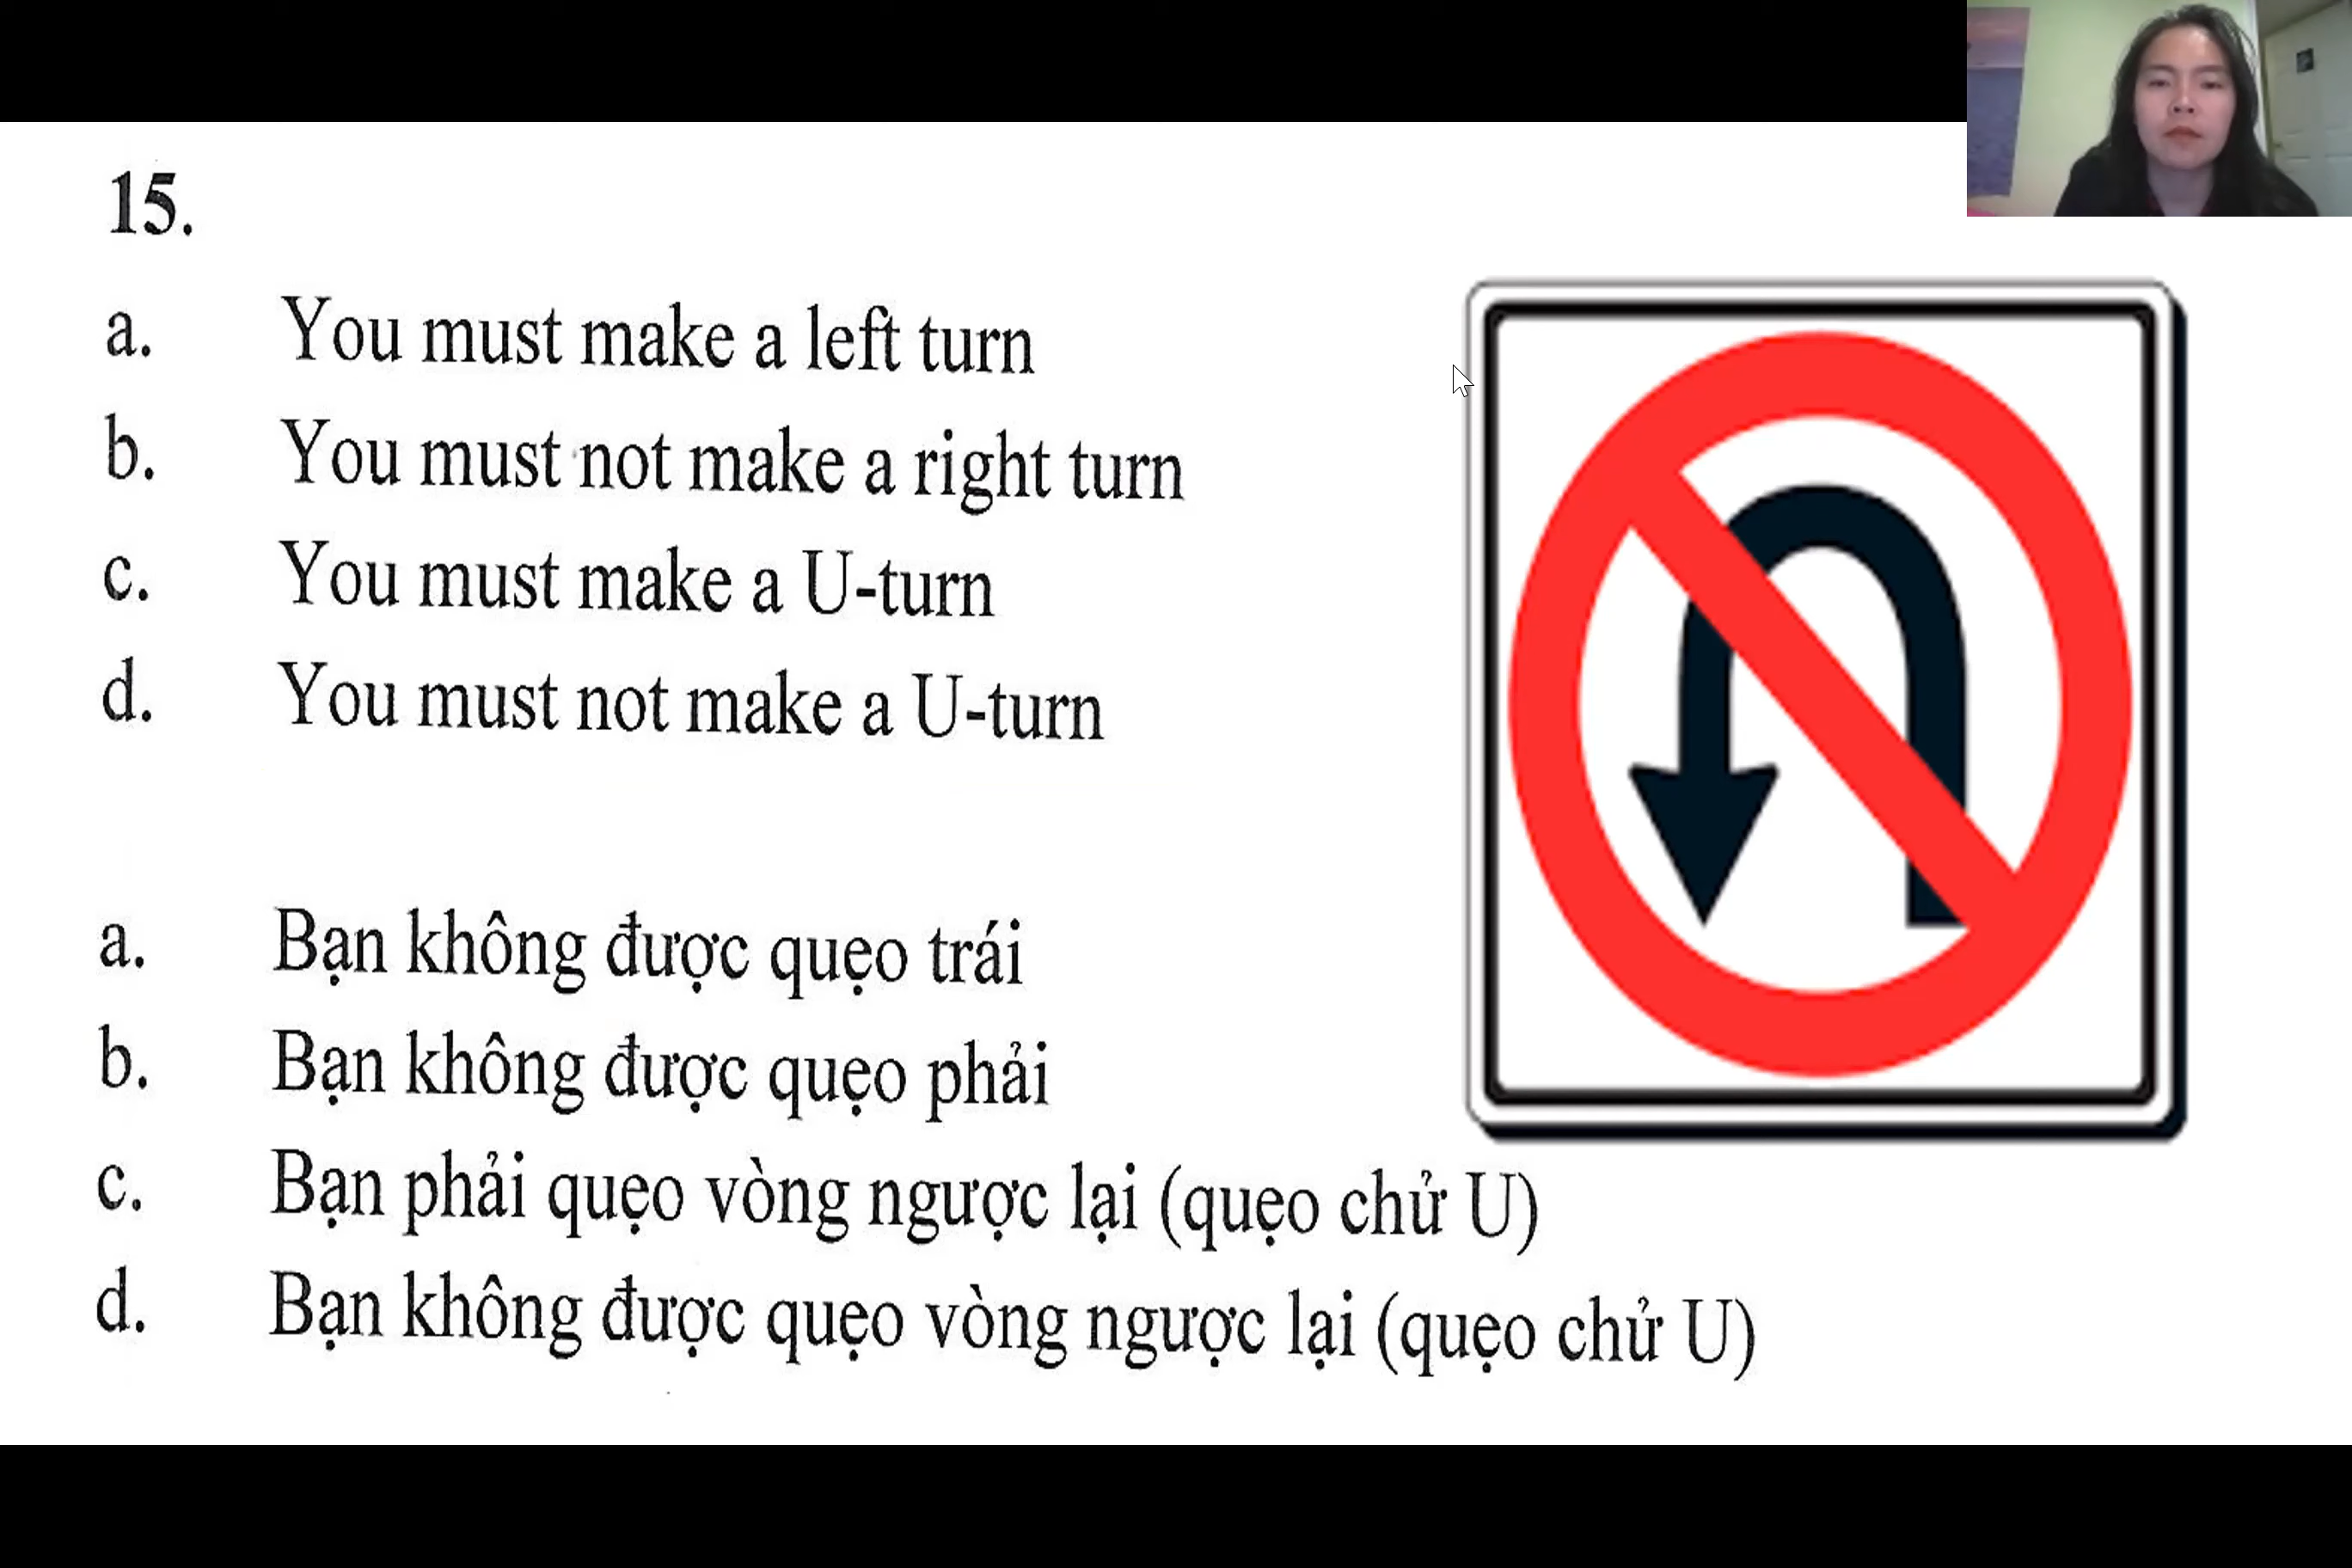 15.
a. You must make a left turn
b. You must not make a right turn
c. You must make a U-turn
d. You must not make a U-turn
a. Bạn không được quẹo trái
b. Bạn không được quẹo phải
c. Bạn phải quẹo vòng ngược lại (quẹo chử U)
d. Bạn không được quẹo vòng ngược lại (quẹo chử U)